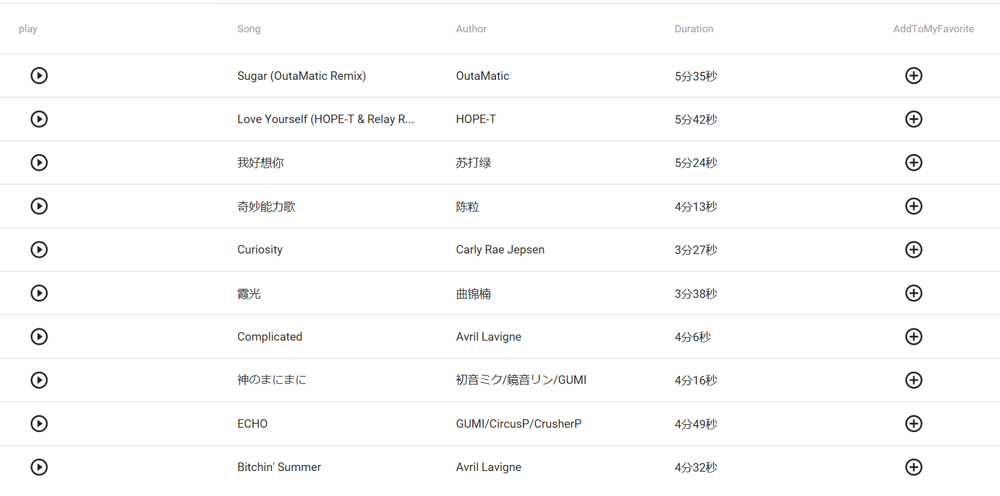 play Song Author Duration AddToMyFavorite
Sugar (OutaMatic Remix) OutaMatic 5分35秒
Love Yourself (HOPE-T & Relay R... HOPE-T 5分42秒
我好想你 苏打绿 5分24秒
奇妙能力歌 陈粒 4分13秒
Curiosity Carly Rae Jepsen 3分27秒
霞光 曲锦楠 3分38秒
Complicated Avril Lavigne 4分6秒
神のまにまに 初音ミク/鏡音リン/GUMI 4分16秒
ECHO GUMI/CircusP/CrusherP 4分49秒
Bitchin' Summer Avril Lavigne 4分32秒